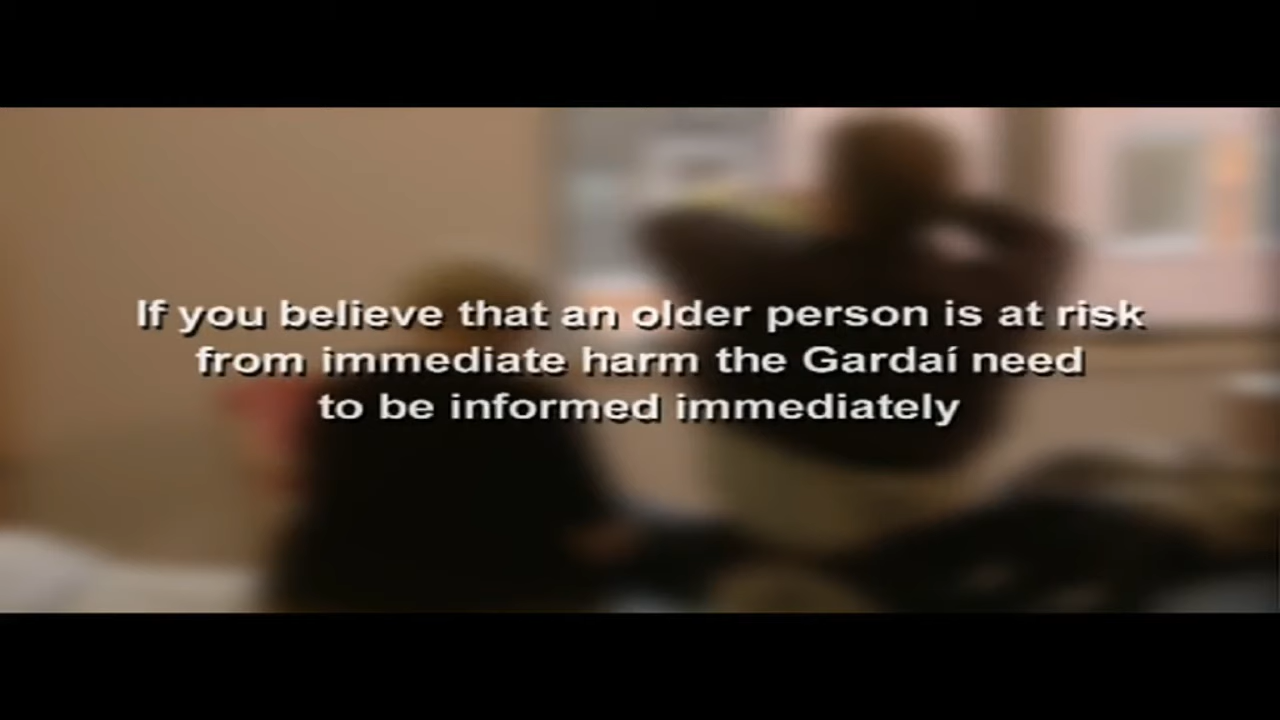 If you believe that an older person is at risk
from immediate harm the Gardaí need
to be informed immediately